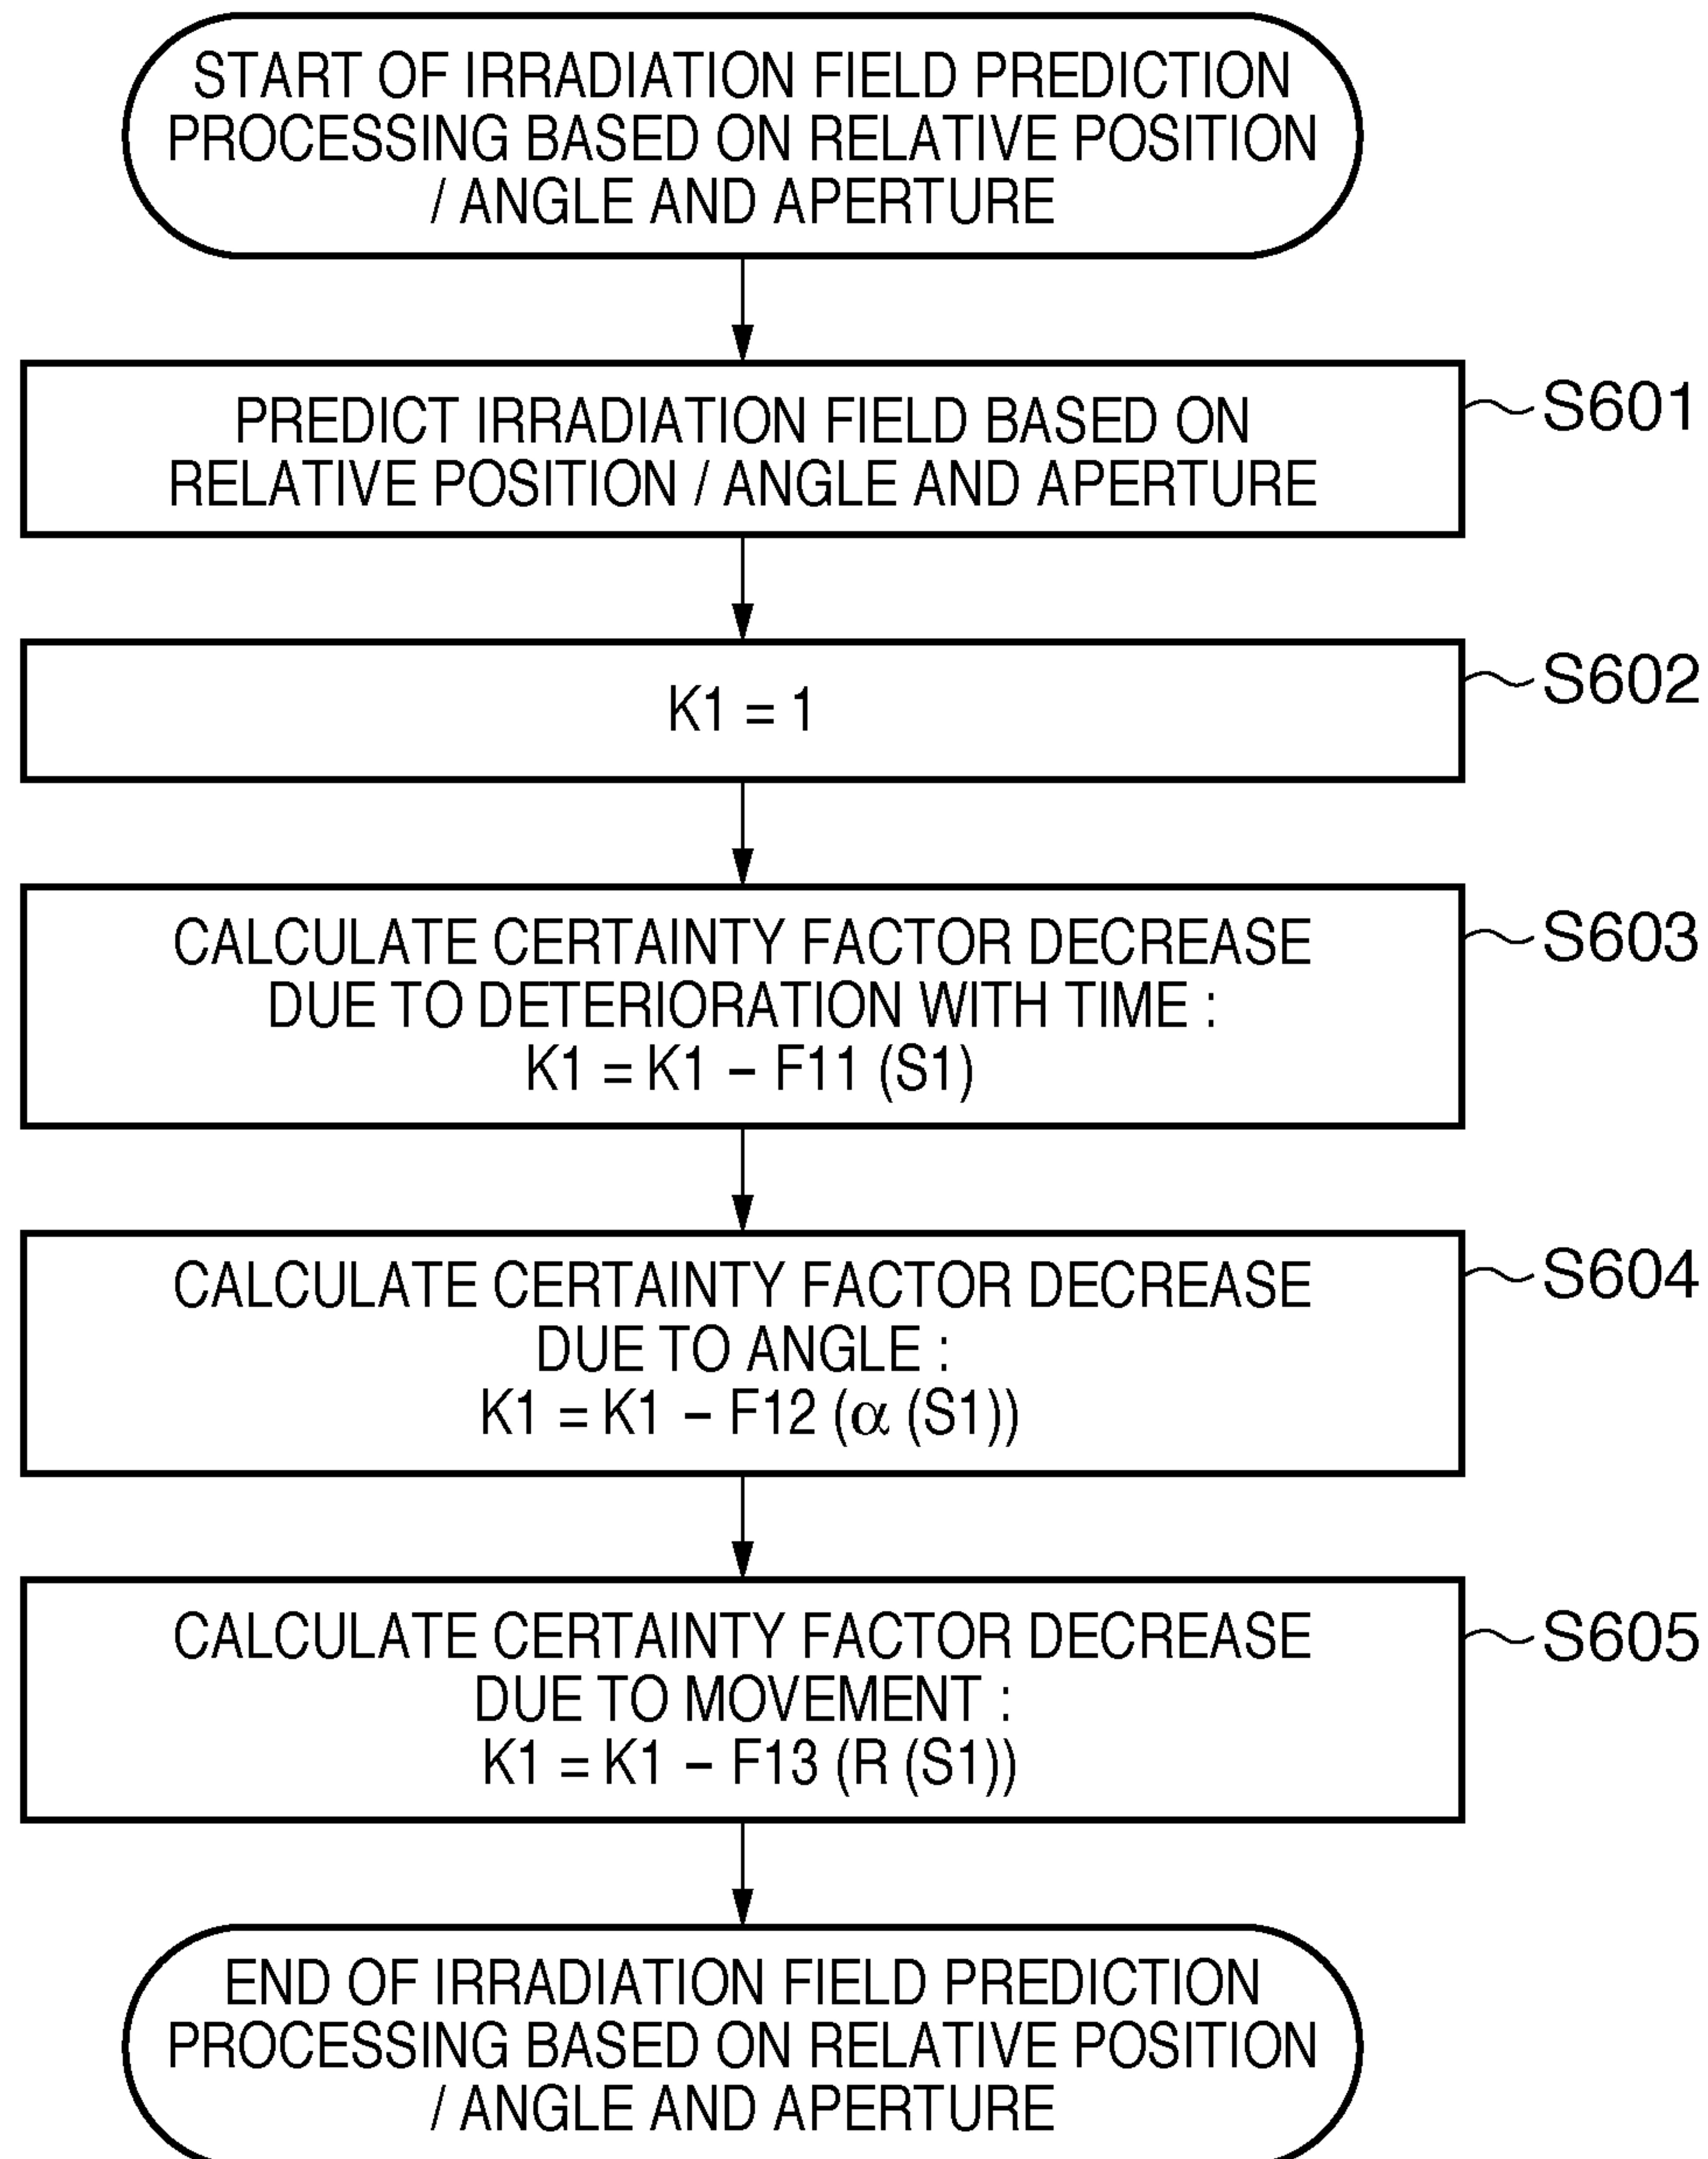 START OF IRRADIATION FIELD PREDICTION
PROCESSING BASED ON RELATIVE POSITION
/ ANGLE AND APERTURE
PREDICT IRRADIATION FIELD BASED ON
RELATIVE POSITION / ANGLE AND APERTURE
S601
K1 = 1
S602
CALCULATE CERTAINTY FACTOR DECREASE
DUE TO DETERIORATION WITH TIME :
K1 = K1 – F11 (S1)
S603
CALCULATE CERTAINTY FACTOR DECREASE
DUE TO ANGLE :
K1 = K1 – F12 (α (S1))
S604
CALCULATE CERTAINTY FACTOR DECREASE
DUE TO MOVEMENT :
K1 = K1 – F13 (R (S1))
S605
END OF IRRADIATION FIELD PREDICTION
PROCESSING BASED ON RELATIVE POSITION
/ ANGLE AND APERTURE